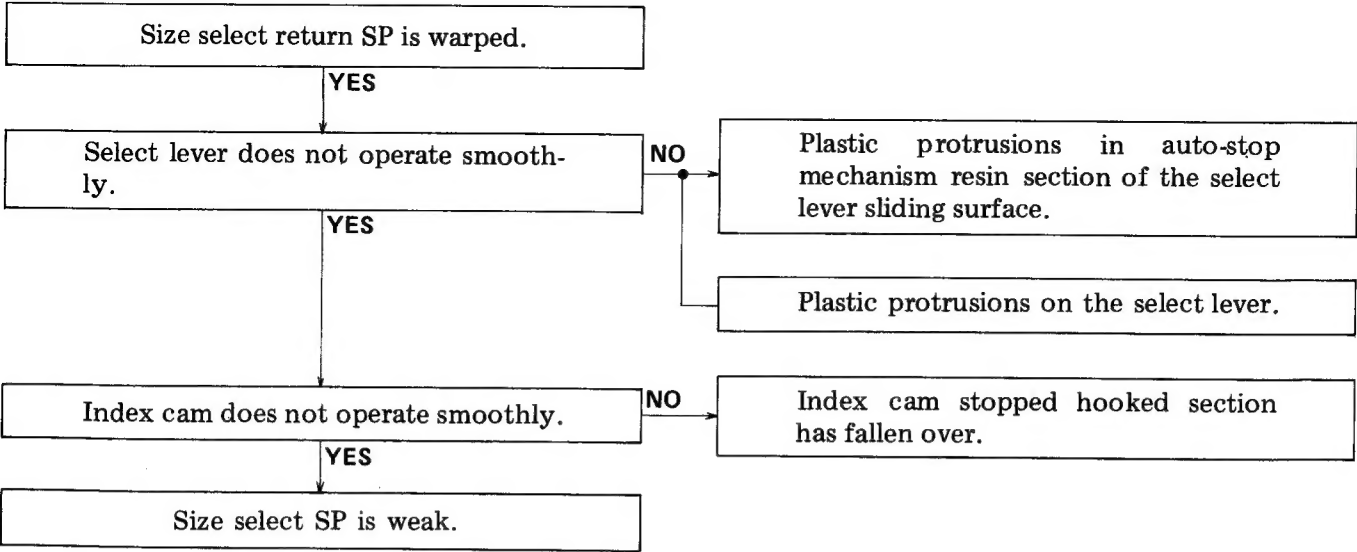 Size select return SP is warped.
YES
Select lever does not operate smooth-
ly.
NO
Plastic protrusions in auto-stop
mechanism resin section of the select
lever sliding surface.
YES
Plastic protrusions on the select lever.
Index cam does not operate smoothly.
NO
Index cam stopped hooked section
has fallen over.
YES
Size select SP is weak.